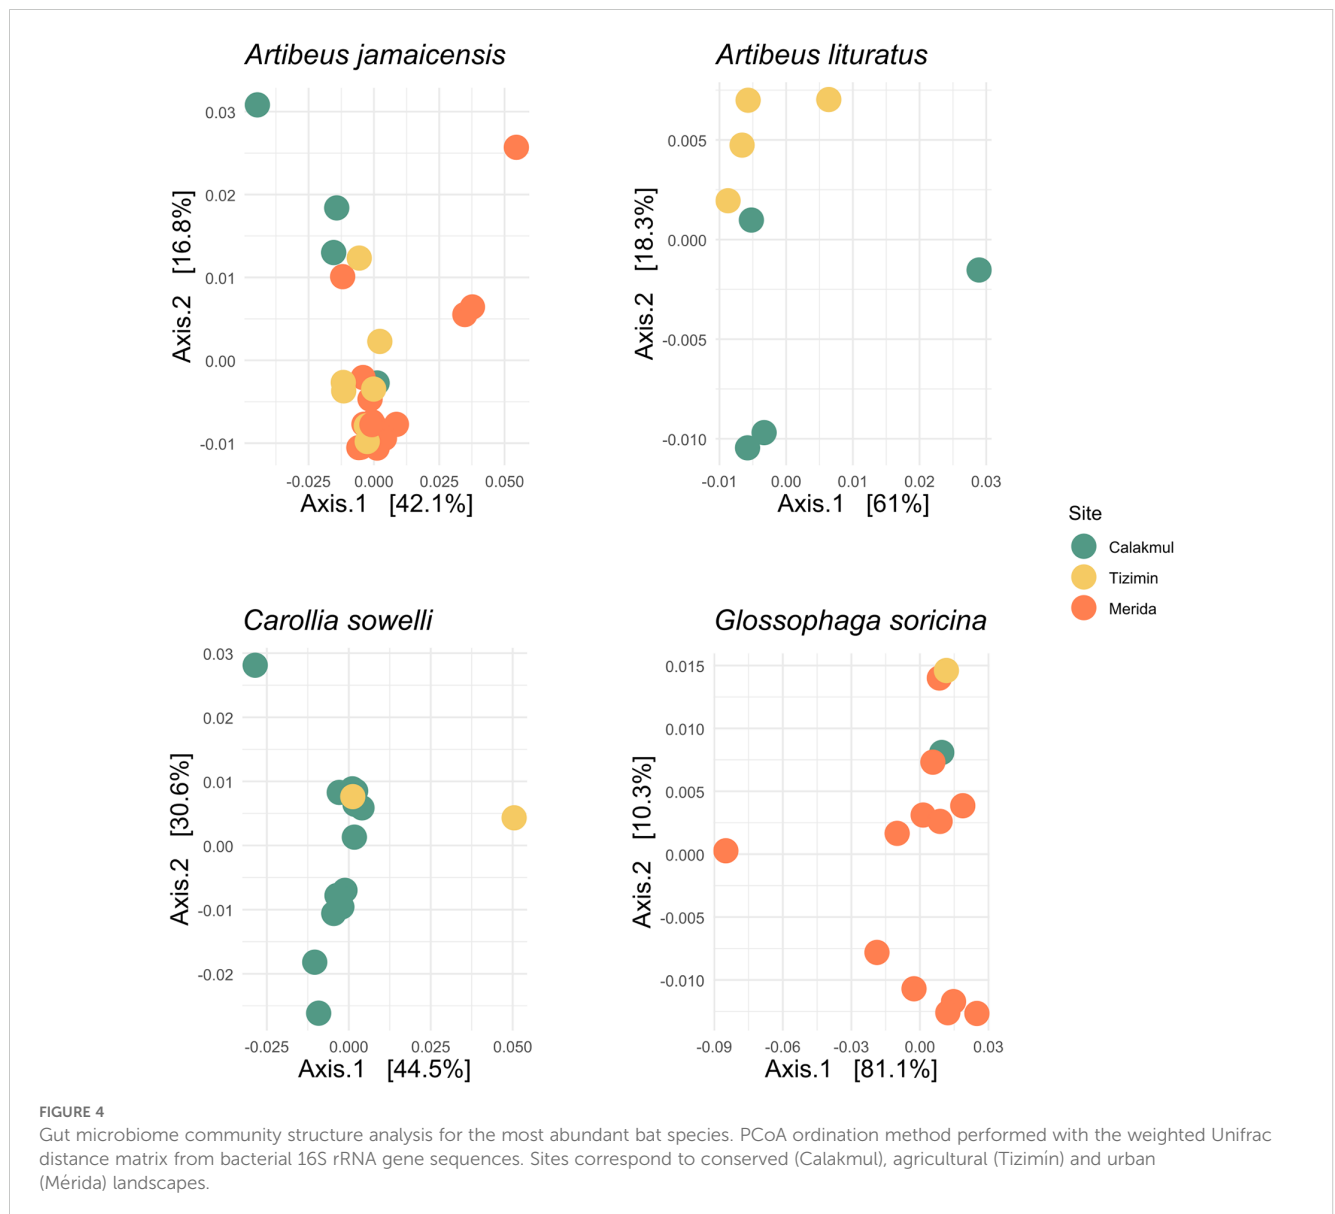 Artibeus jamaicensis
0.03
0.02
0.01
0.00
-0.01
Axis.2 [16.8%]
-0.025 0.000 0.025 0.050
Axis.1 [42.1%]
Artibeus lituratus
0.005
0.000
-0.005
-0.010
Axis.2 [18.3%]
-0.01 0.00 0.01 0.02 0.03
Axis.1 [61%]
Site
Calakmul
Tizimin
Merida
Carollia sowelli
0.03
0.02
0.01
0.00
-0.01
-0.02
Axis.2 [30.6%]
-0.025 0.000 0.025 0.050
Axis.1 [44.5%]
Glossophaga soricina
0.015
0.010
0.005
0.000
-0.005
-0.010
Axis.2 [10.3%]
-0.09 -0.06 -0.03 0.00 0.03
Axis.1 [81.1%]
FIGURE 4
Gut microbiome community structure analysis for the most abundant bat species. PCoA ordination method performed with the weighted Unifrac
distance matrix from bacterial 16S rRNA gene sequences. Sites correspond to conserved (Calakmul), agricultural (Tizimín) and urban
(Mérida) landscapes.